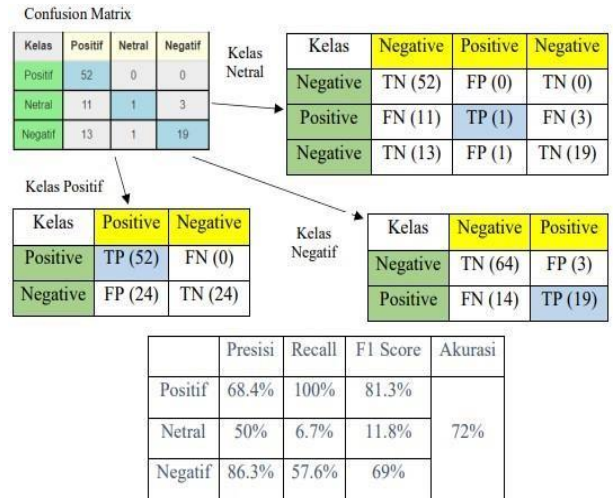 Confusion Matrix
Kelas Positif Netral Negatif
Positif 52 0 0
Netral 11 1 3
Negatif 13 1 19
Kelas
Netral
Kelas Negative Positive Negative
Negative TN (52) FP (0) TN (0)
Positive FN (11) TP (1) FN (3)
Negative TN (13) FP (1) TN (19)
Kelas Positif
Kelas Positive Negative
Positive TP (52) FN (0)
Negative FP (24) TN (24)
Kelas
Negatif
Kelas Negative Positive
Negative TN (64) FP (3)
Positive FN (14) TP (19)
Presisi Recall F1 Score Akurasi
Positif 68.4% 100% 81.3%
Netral 50% 6.7% 11.8% 72%
Negatif 86.3% 57.6% 69%